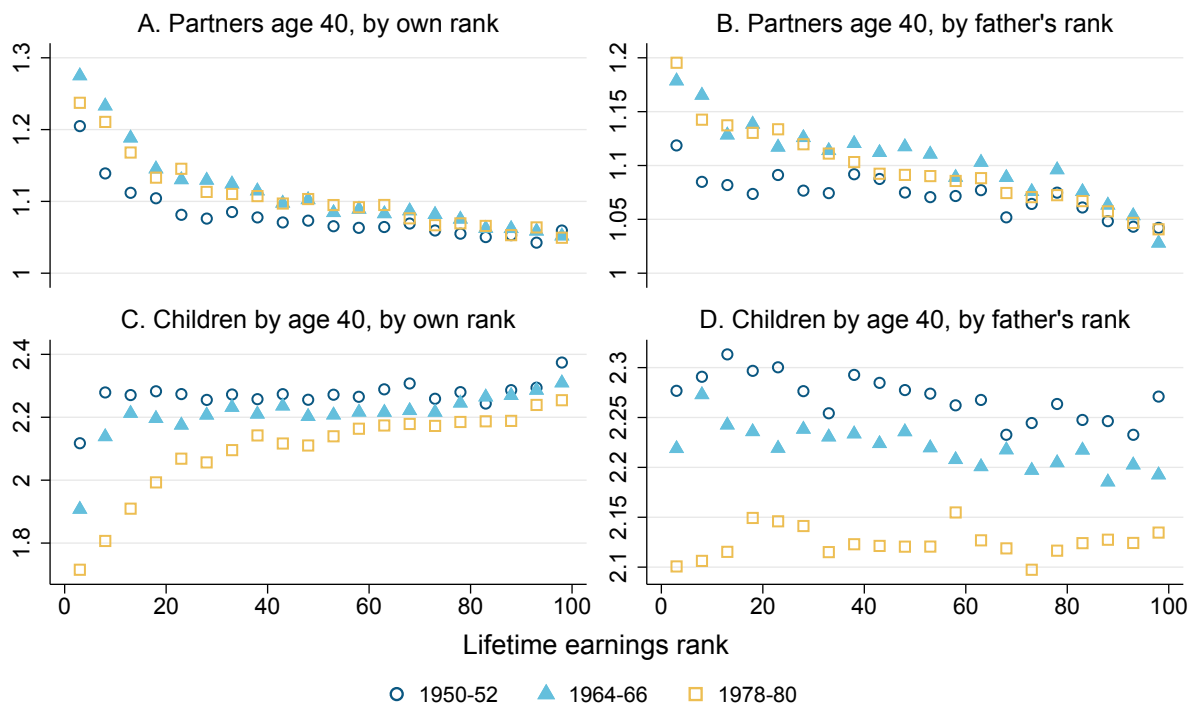 A. Partners age 40, by own rank
1.3
1.2
1.1
1
B. Partners age 40, by father's rank
1.2
1.15
1.1
1.05
1
C. Children by age 40, by own rank
2.4
2.2
2
1.8
0 20 40 60 80 100
D. Children by age 40, by father's rank
2.3
2.25
2.2
2.15
2.1
0 20 40 60 80 100
Lifetime earnings rank
1950-52 1964-66 1978-80